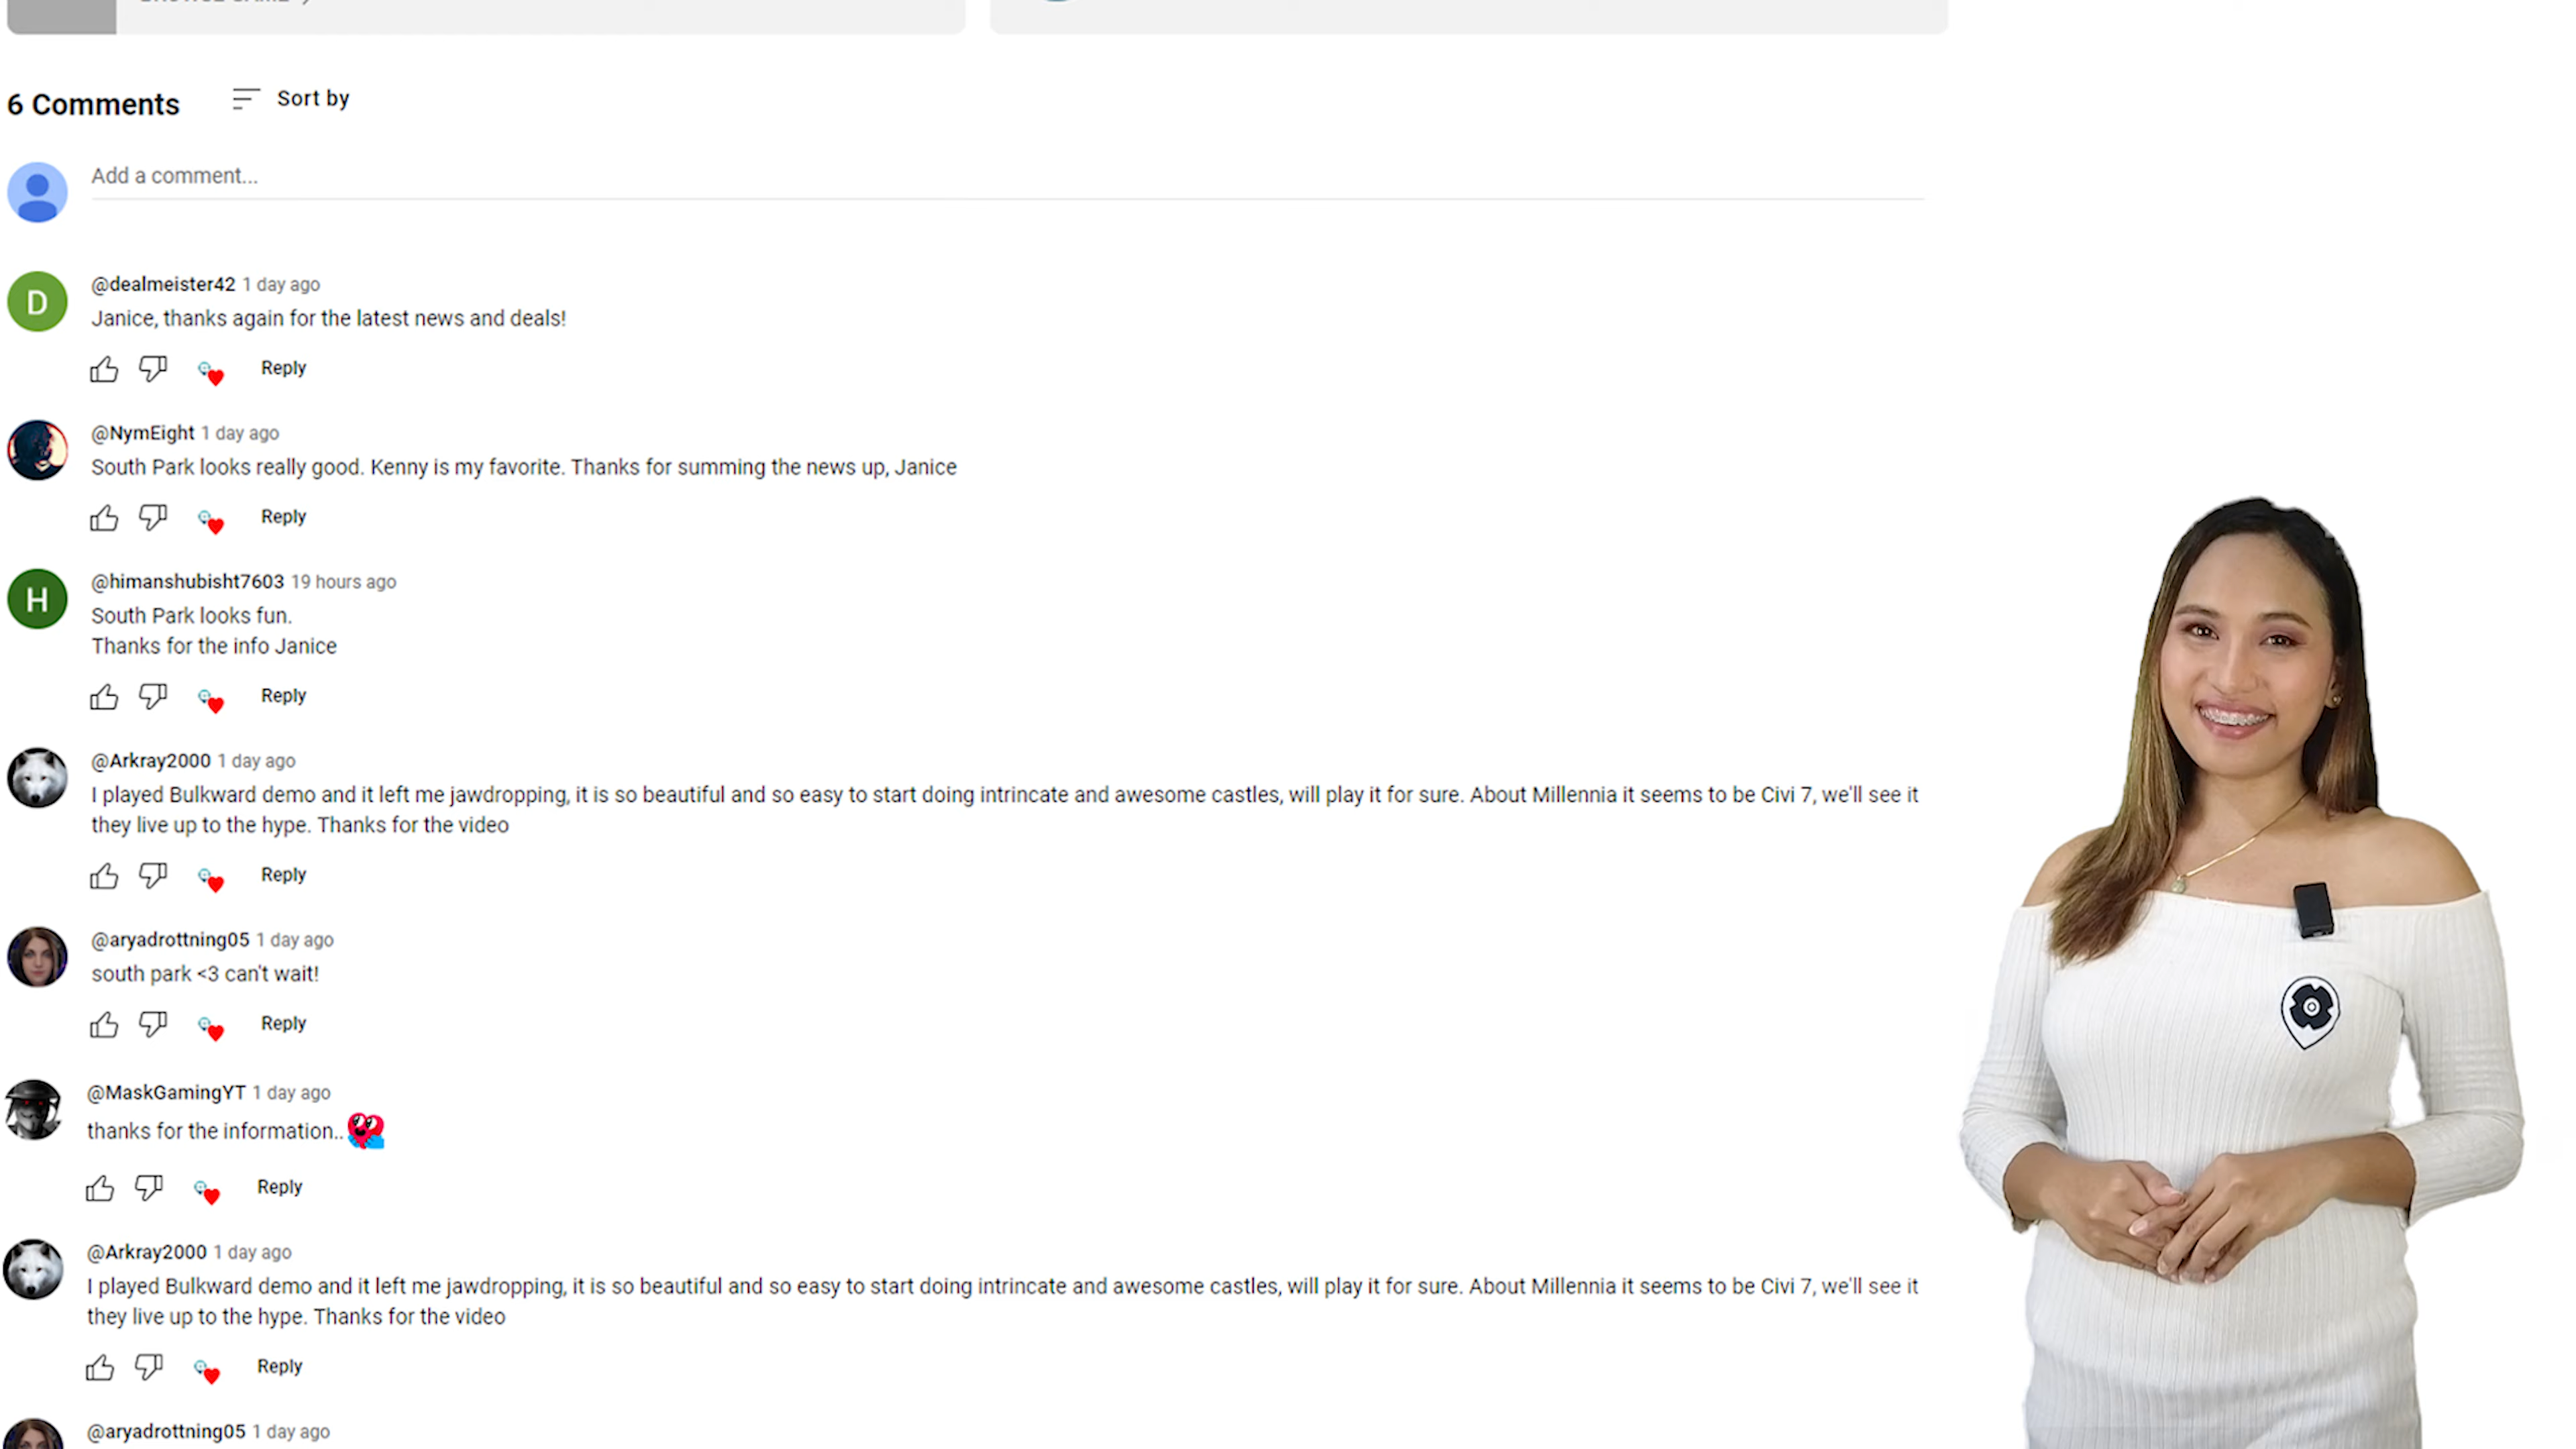 6 Comments
Sort by
Add a comment...
D
@dealmeister42 1 day ago
Janice, thanks again for the latest news and deals!
Reply
@NymEight 1 day ago
South Park looks really good. Kenny is my favorite. Thanks for summing the news up, Janice
Reply
H
@himanshubisht7603 19 hours ago
South Park looks fun.
Thanks for the info Janice
Reply
@Arkray2000 1 day ago
I played Bulkward demo and it left me jawdropping, it is so beautiful and so easy to start doing intrincate and awesome castles, will play it for sure. About Millennia it seems to be Civi 7, we'll see it
they live up to the hype. Thanks for the video
Reply
@aryadrottning05 1 day ago
south park <3 can't wait!
Reply
@MaskGamingYT 1 day ago
thanks for the information..
Reply
@Arkray2000 1 day ago
I played Bulkward demo and it left me jawdropping, it is so beautiful and so easy to start doing intrincate and awesome castles, will play it for sure. About Millennia it seems to be Civi 7, we'll see it
they live up to the hype. Thanks for the video
Reply
@aryadrottning05 1 day ago